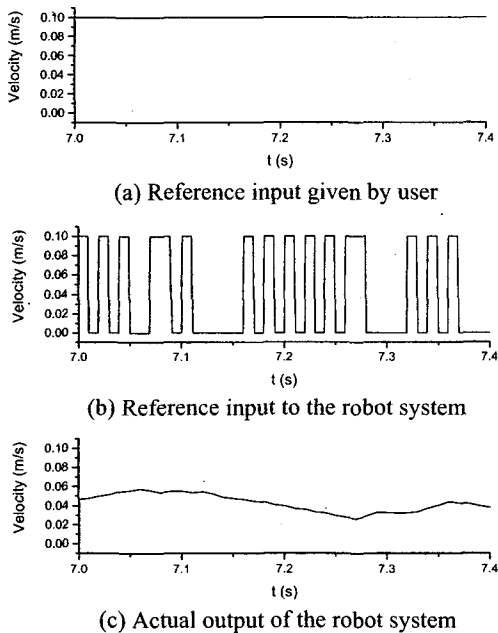 Velocity (m/s)
0.10
0.08
0.06
0.04
0.02
0.00
7.0 7.1 7.2 7.3 7.4
t (s)
(a) Reference input given by user
Velocity (m/s)
0.10
0.08
0.06
0.04
0.02
0.00
7.0 7.1 7.2 7.3 7.4
t (s)
(b) Reference input to the robot system
Velocity (m/s)
0.10
0.08
0.06
0.04
0.02
0.00
7.0 7.1 7.2 7.3 7.4
t (s)
(c) Actual output of the robot system